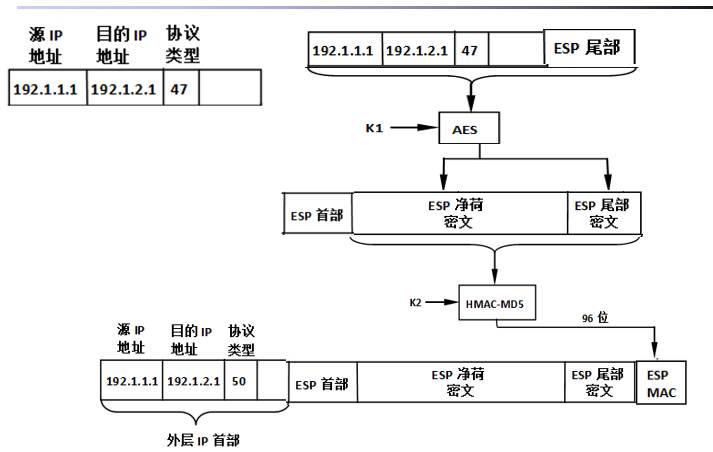 源 IP 目的 IP 协议
地址 地址 类型
192.1.1.1 192.1.2.1 47
192.1.1.1 192.1.2.1 47 ESP 尾部
K1 AES
ESP 首部 ESP 净荷 ESP 尾部
密文 密文
K2 HMAC-MD5
96 位
源 IP 目的 IP 协议
地址 地址 类型
192.1.1.1 192.1.2.1 50 ESP 首部 ESP 净荷 ESP 尾部 ESP
密文 密文 MAC
外层 IP 首部